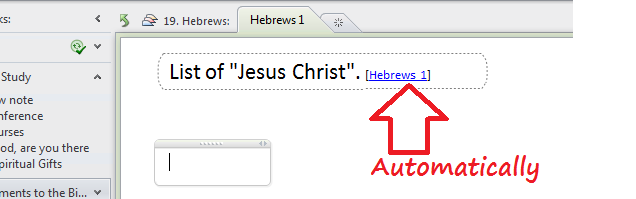 ks:
19. Hebrews:
Hebrews 1
List of "Jesus Christ". [Hebrews 1]
Study
w note
nference
urses
od, are you there
piritual Gifts
ments to the Bi...
Automatically